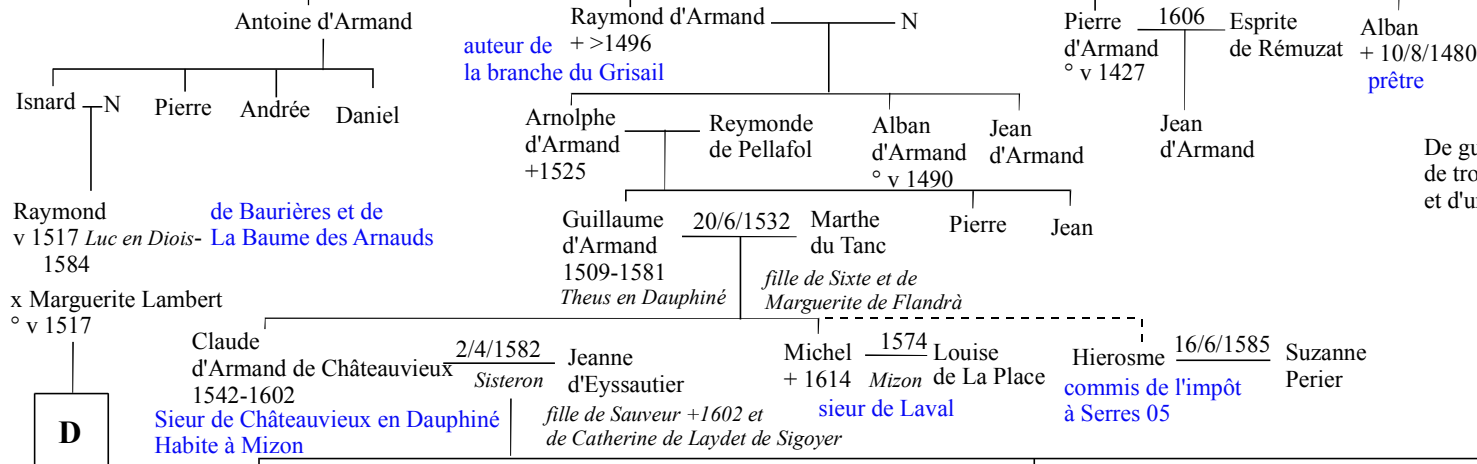 Antoine d'Armand
Raymond d'Armand
N
auteur de + >1496
la branche du Grisail
Pierre
d'Armand
° v 1427
1606
Esprite
de Rémuzat
Alban
+ 10/8/1480
prêtre
Isnard
N
Pierre
Andrée
Daniel
Arnolphe
d'Armand
+1525
Reymonde
de Pellafol
Alban
d'Armand
° v 1490
Jean
d'Armand
Jean
d'Armand
De gu
de tro
et d'u
Raymond
v 1517 Luc en Diois-
1584
de Baurières et de
La Baume des Arnauds
Guillaume
d'Armand
1509-1581
Theus en Dauphiné
20/6/1532
Marthe
du Tanc
fille de Sixte et de
Marguerite de Flandrà
Pierre
Jean
x Marguerite Lambert
° v 1517
D
Claude
d'Armand de Châteauvieux
1542-1602
Sieur de Châteauvieux en Dauphiné
Habite à Mizon
2/4/1582
Sisteron
Jeanne
d'Eyssautier
fille de Sauveur +1602 et
de Catherine de Laydet de Sigoyer
Michel
+ 1614
1574
Mizon
Louise
de La Place
sieur de Laval
Hierosme
16/6/1585
Suzanne
Perier
commis de l'impôt
à Serres 05